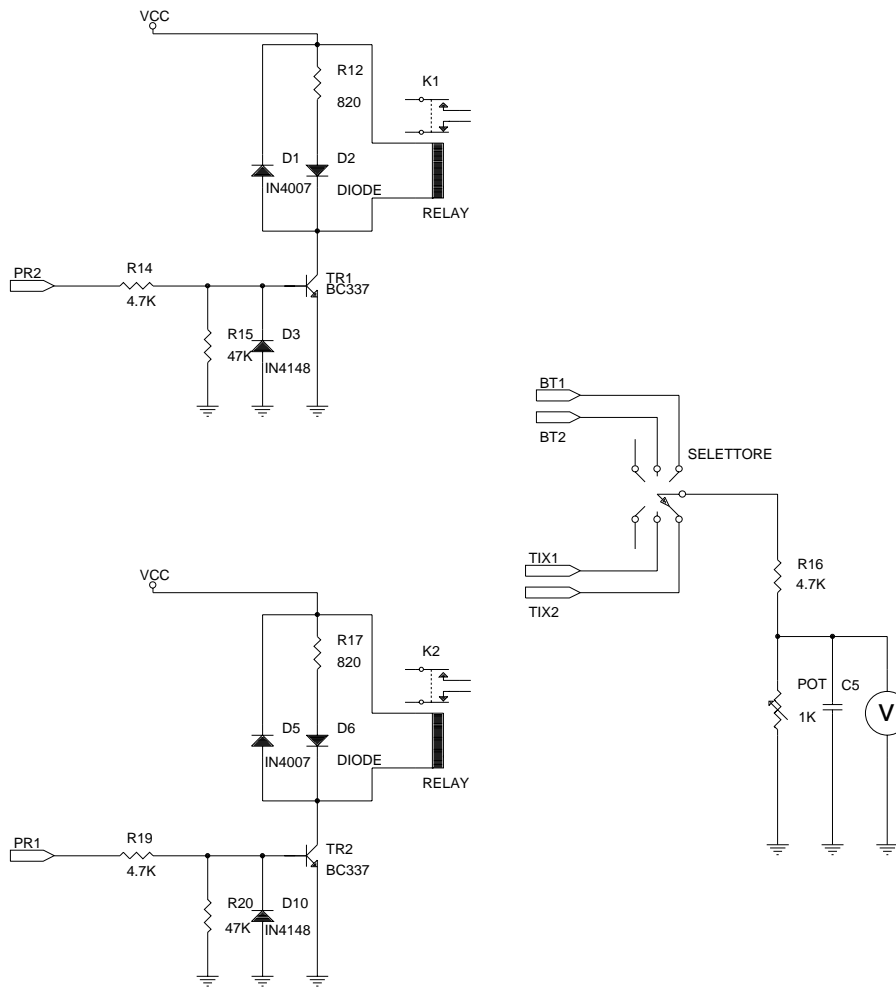 VCC
R12
820
K1
D1
D2
IN4007
DIODE
RELAY
PR2
R14
4.7K
TR1
BC337
R15
47K
D3
IN4148
BT1
BT2
SELETTORE
TIX1
TIX2
R16
4.7K
POT
1K
C5
V
VCC
R17
820
K2
D5
D6
IN4007
DIODE
RELAY
PR1
R19
4.7K
TR2
BC337
R20
47K
D10
IN4148